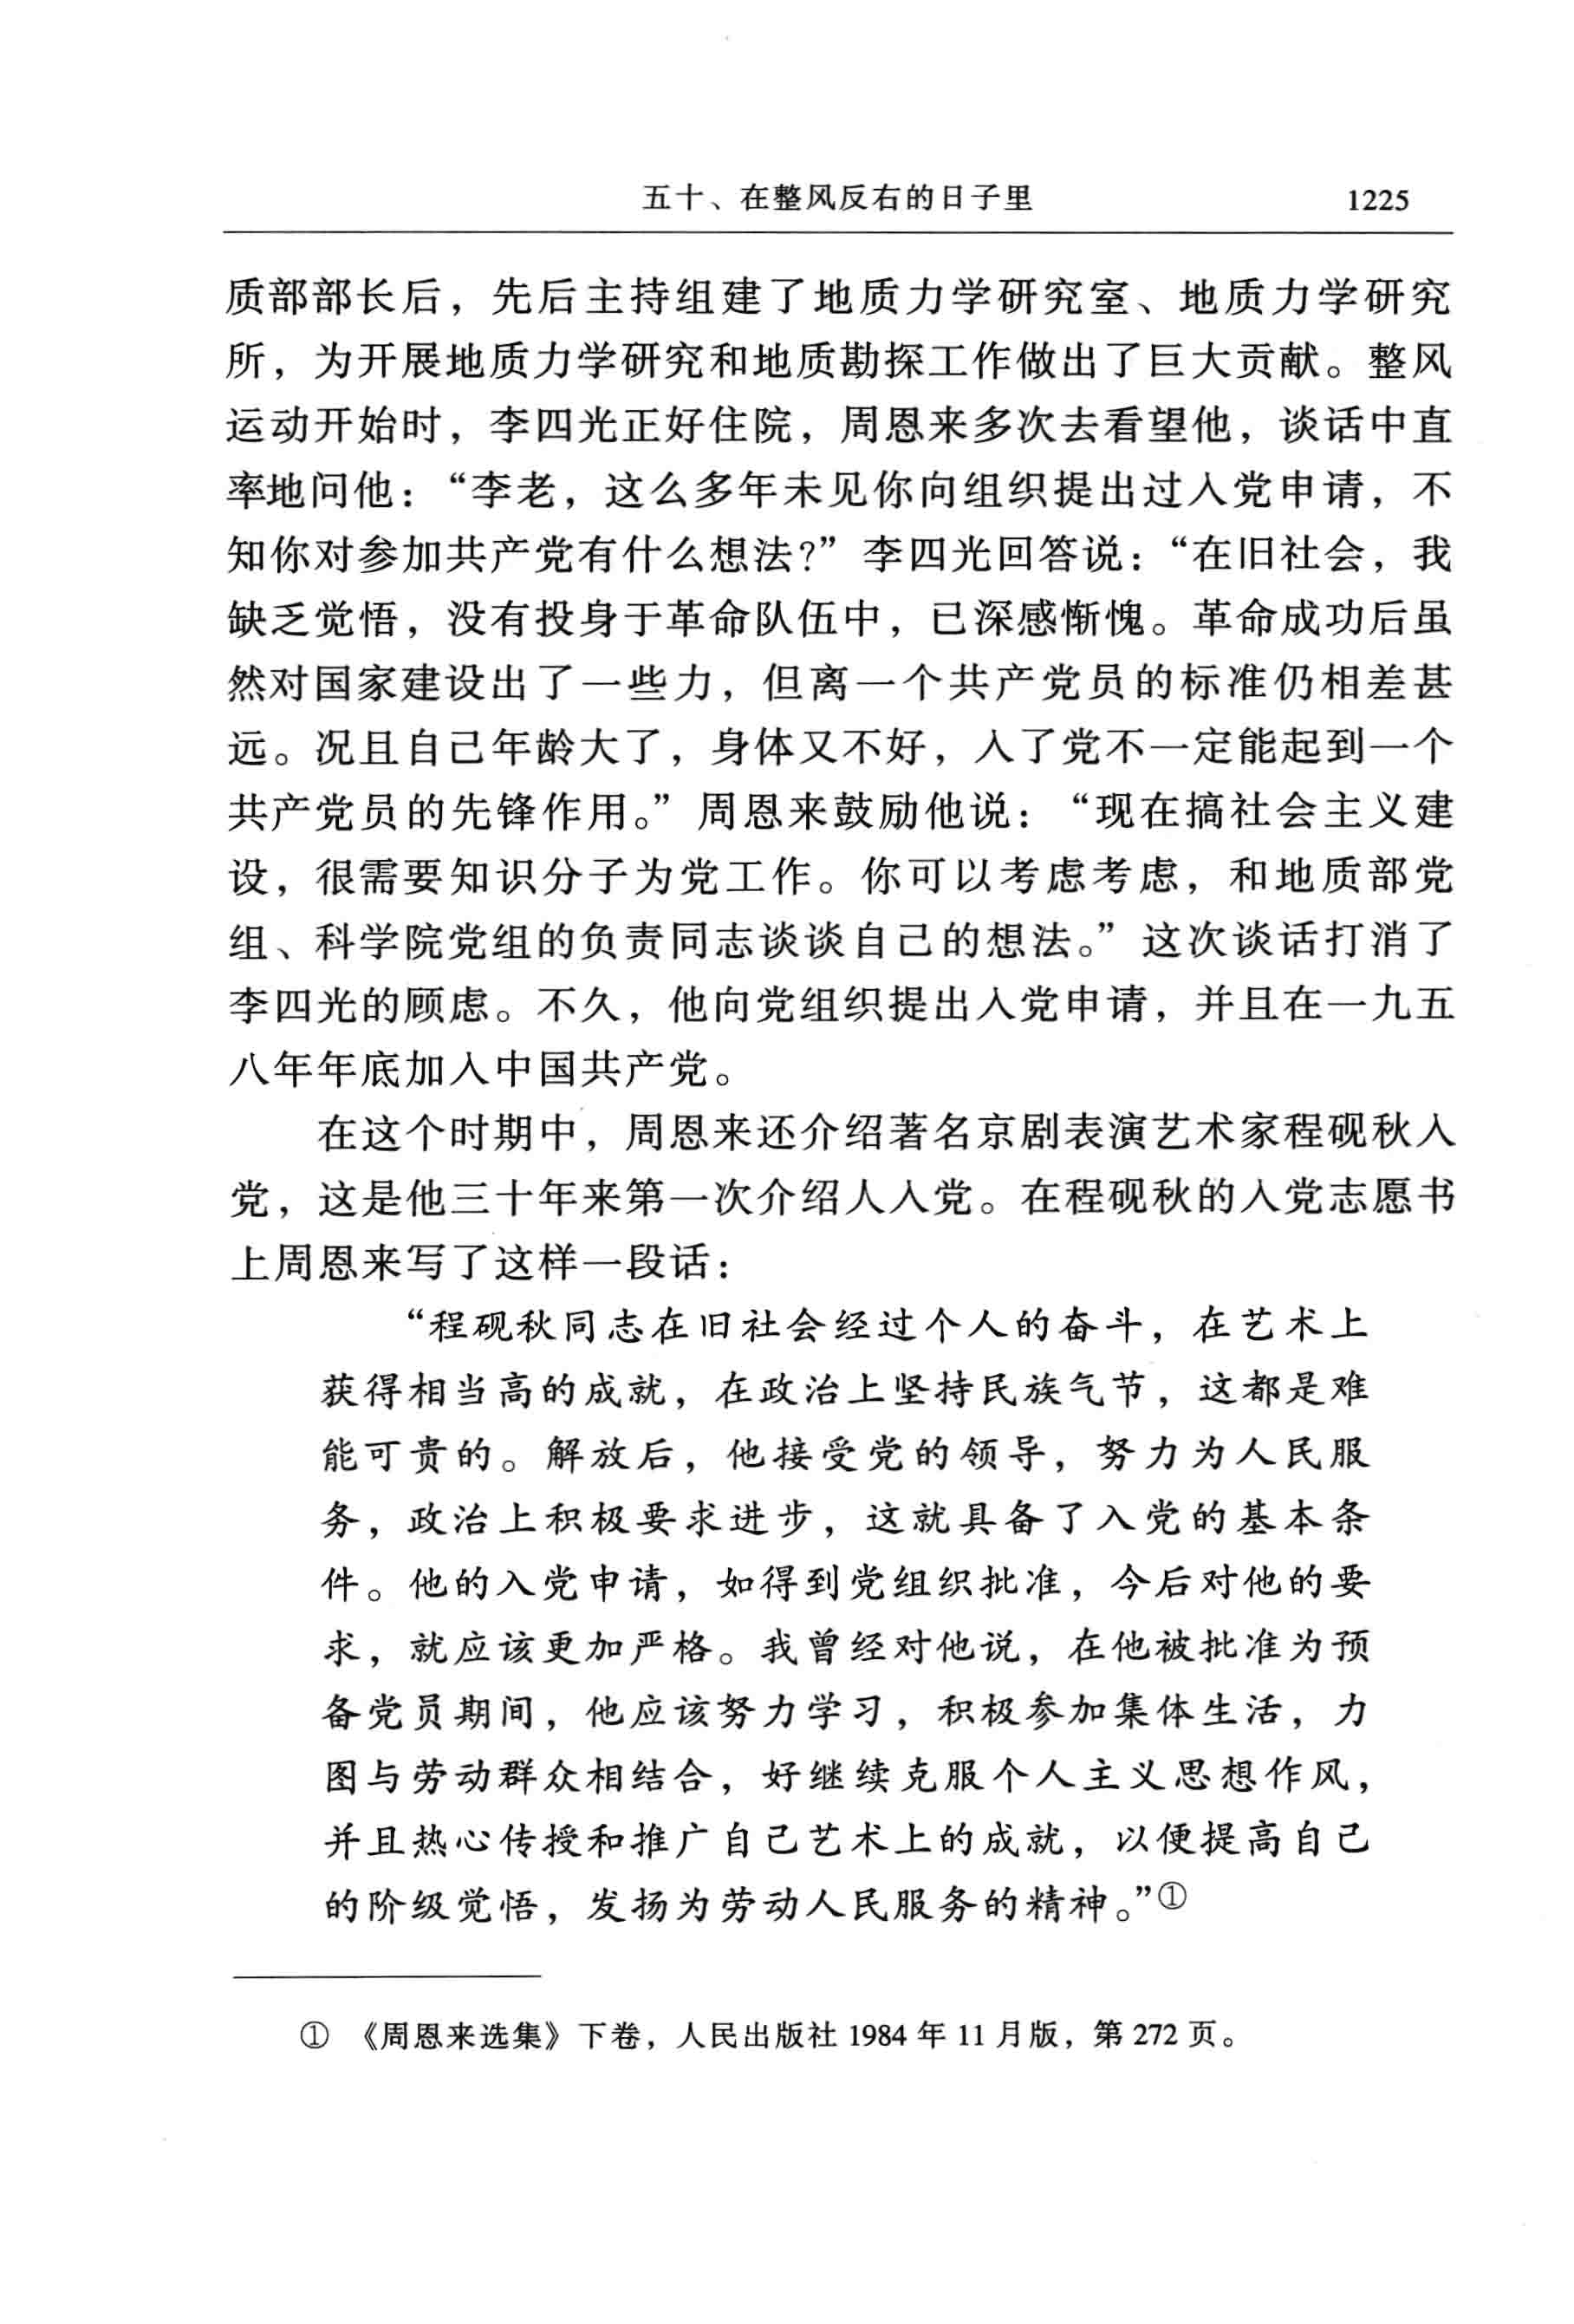 五十、在整风反右的日子里 1225
质部部长后，先后主持组建了地质力学研究室、地质力学研究
所，为开展地质力学研究和地质勘探工作做出了巨大贡献。整风
运动开始时，李四光正好住院，周恩来多次去看望他，谈话中直
率地问他：“李老，这么多年未见你向组织提出过入党申请，不
知你对参加共产党有什么想法?”李四光回答说：“在旧社会，我
缺乏觉悟，没有投身于革命队伍中，已深感惭愧。革命成功后虽
然对国家建设出了一些力，但离一个共产党员的标准仍相差甚
远。况且自己年龄大了，身体又不好，入了党不一定能起到一个
共产党员的先锋作用。”周恩来鼓励他说：“现在搞社会主义建
设，很需要知识分子为党工作。你可以考虑考虑，和地质部党
组、科学院党组的负责同志谈谈自己的想法。”这次谈话打消了
李四光的顾虑。不久，他向党组织提出入党申请，并且在一九五
八年年底加入中国共产党。
在这个时期中，周恩来还介绍著名京剧表演艺术家程砚秋入
党，这是他三十年来第一次介绍人入党。在程砚秋的入党志愿书
上周恩来写了这样一段话：
“程砚秋同志在旧社会经过个人的奋斗，在艺术上
获得相当高的成就，在政治上坚持民族气节，这都是难
能可贵的。解放后，他接受党的领导，努力为人民服
务，政治上积极要求进步，这就具备了入党的基本条
件。他的入党申请，如得到党组织批准，今后对他的要
求，就应该更加严格。我曾经对他说，在他被批准为预
备党员期间，他应该努力学习，积极参加集体生活，力
图与劳动群众相结合，好继续克服个人主义思想作风，
并且热心传授和推广自己艺术上的成就，以便提高自己
的阶级觉悟，发扬为劳动人民服务的精神。”①
① 《周恩来选集》下卷，人民出版社 1984 年 11 月版，第 272 页。